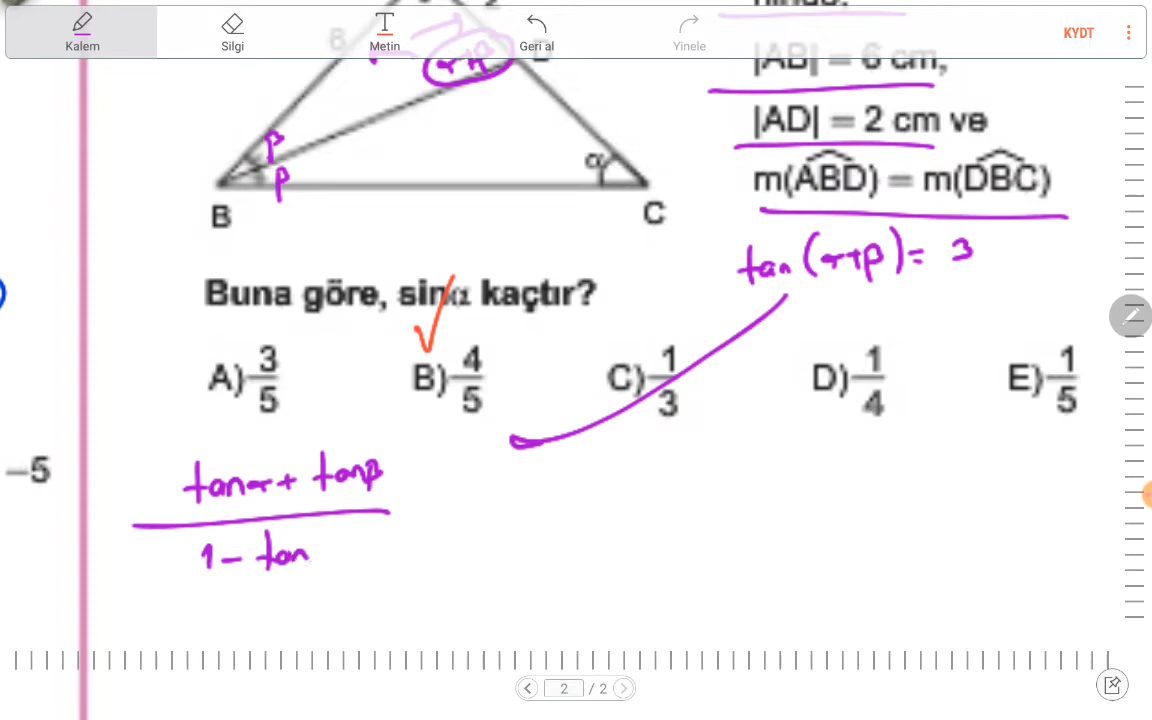 Kalem
Silgi
Metin
Geri al
Yinele
KYDT
6
α+β
D
|AB| = 6 cm,
|AD| = 2 cm ve
m(ABD) = m(DBC)
β
β
α
B
C
tan (α+β) = 3
Buna göre, sinα kaçtır?
A) 3/5 B) 4/5 C) 1/3 D) 1/4 E) 1/5
−5
tanα + tanβ
1 − tan
2 / 2